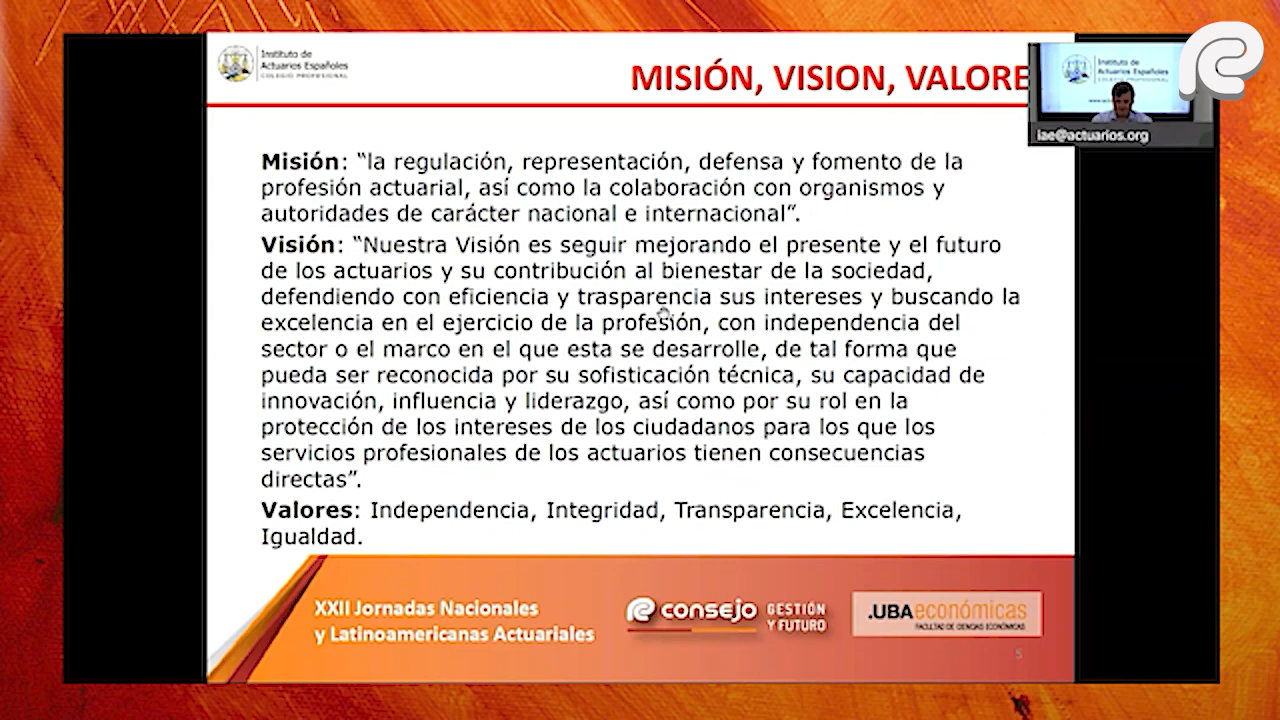 Instituto de
Actuarios Españoles
COLEGIO PROFESIONAL
MISIÓN, VISION, VALORE
Instituto de
Actuarios Españoles
iae@actuarios.org
Misión: “la regulación, representación, defensa y fomento de la
profesión actuarial, así como la colaboración con organismos y
autoridades de carácter nacional e internacional”.
Visión: “Nuestra Visión es seguir mejorando el presente y el futuro
de los actuarios y su contribución al bienestar de la sociedad,
defendiendo con eficiencia y trasparencia sus intereses y buscando la
excelencia en el ejercicio de la profesión, con independencia del
sector o el marco en el que esta se desarrolle, de tal forma que
pueda ser reconocida por su sofisticación técnica, su capacidad de
innovación, influencia y liderazgo, así como por su rol en la
protección de los intereses de los ciudadanos para los que los
servicios profesionales de los actuarios tienen consecuencias
directas”.
Valores: Independencia, Integridad, Transparencia, Excelencia,
Igualdad.
XXII Jornadas Nacionales
y Latinoamericanas Actuariales
consejo
GESTIÓN
Y FUTURO
.UBAeconómicas
FACULTAD DE CIENCIAS ECONÓMICAS
5